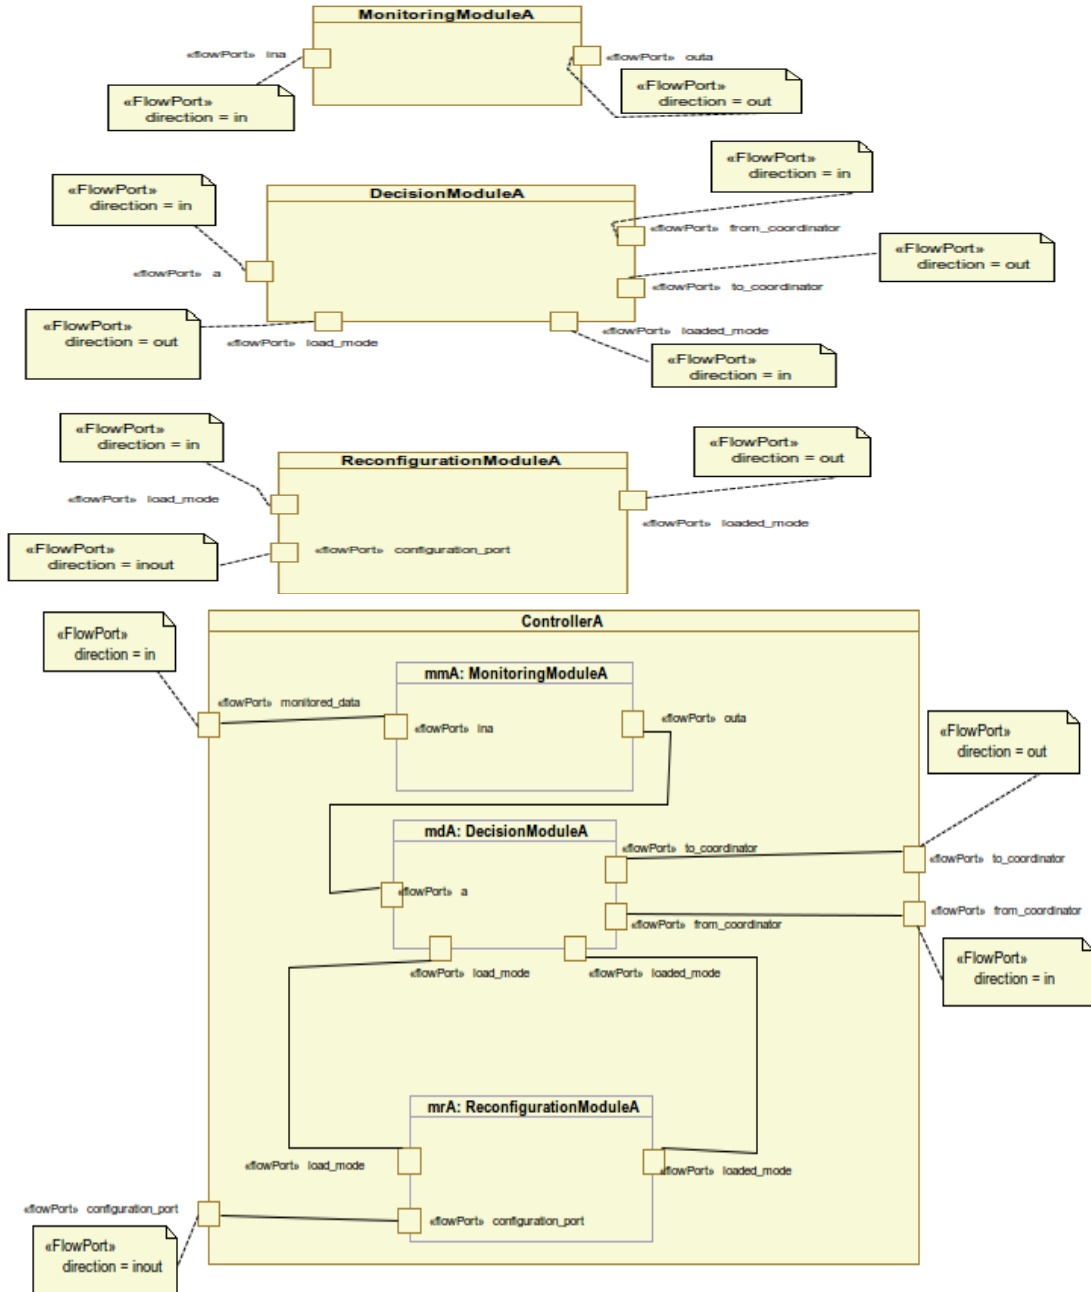 MonitoringModuleA
«flowPort» ina
«flowPort» outa
«FlowPort»
direction = in
«FlowPort»
direction = out
«FlowPort»
direction = in
«FlowPort»
direction = in
DecisionModuleA
«flowPort» from_coordinator
«FlowPort»
direction = out
«flowPort» a
«flowPort» to_coordinator
«FlowPort»
direction = out
«flowPort» load_mode
«flowPort» loaded_mode
«FlowPort»
direction = in
«FlowPort»
direction = in
«FlowPort»
direction = out
ReconfigurationModuleA
«flowPort» load_mode
«flowPort» loaded_mode
«FlowPort»
direction = inout
«flowPort» configuration_port
ControllerA
«FlowPort»
direction = in
mmA: MonitoringModuleA
«flowPort» monitored_data
«flowPort» ina
«flowPort» outa
«FlowPort»
direction = out
mdA: DecisionModuleA
«flowPort» to_coordinator
«flowPort» to_coordinator
«flowPort» a
«flowPort» from_coordinator
«flowPort» from_coordinator
«FlowPort»
direction = in
«flowPort» load_mode
«flowPort» loaded_mode
mrA: ReconfigurationModuleA
«flowPort» load_mode
«flowPort» loaded_mode
«flowPort» configuration_port
«flowPort» configuration_port
«FlowPort»
direction = inout